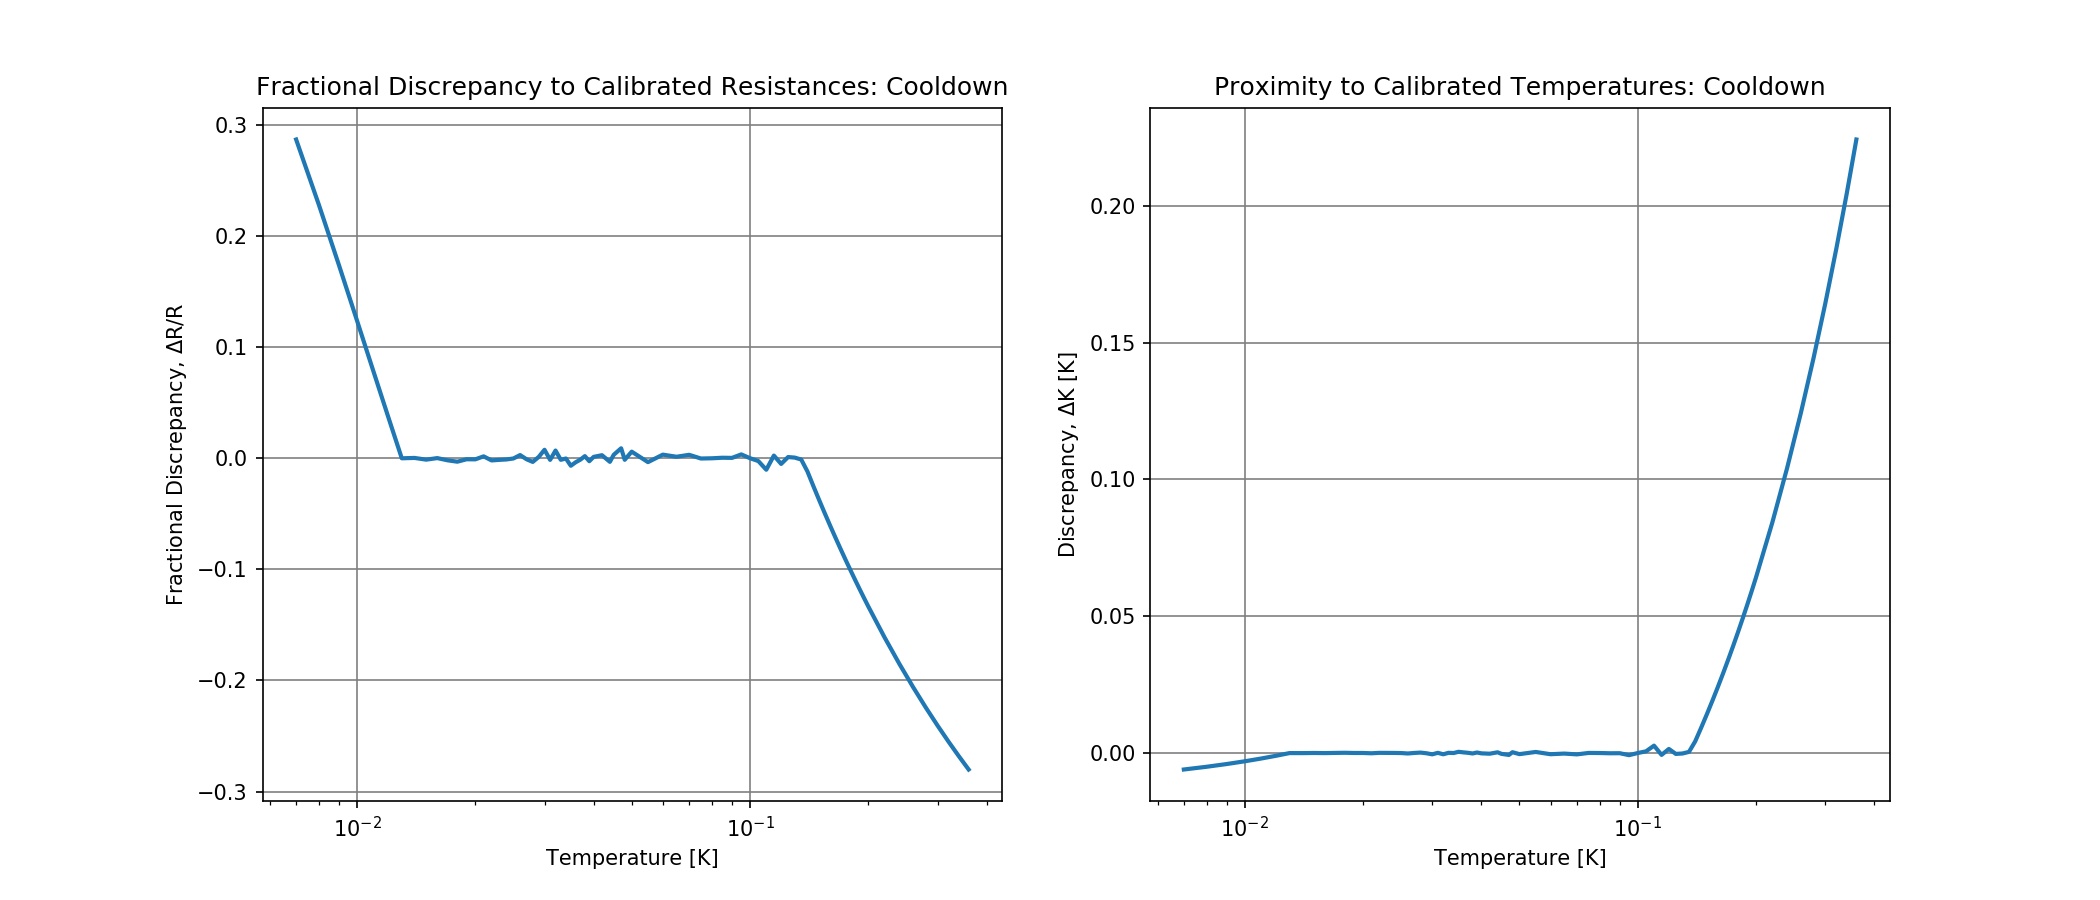 Fractional Discrepancy to Calibrated Resistances: Cooldown
0.3
0.2
0.1
0.0
−0.1
−0.2
−0.3
Fractional Discrepancy, ΔR/R
10⁻²
10⁻¹
Temperature [K]
Proximity to Calibrated Temperatures: Cooldown
0.20
0.15
0.10
0.05
0.00
Discrepancy, ΔK [K]
10⁻²
10⁻¹
Temperature [K]